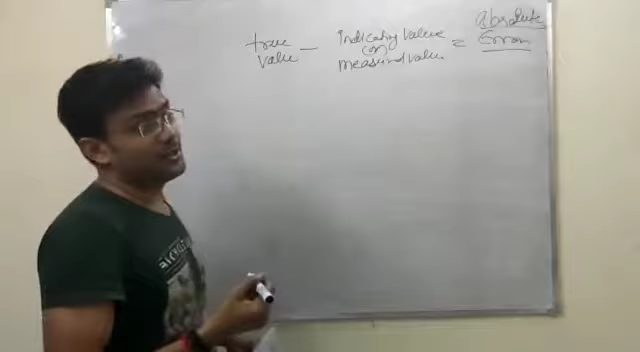 absolute
true — Indicating value = Error
value (or)
measured value